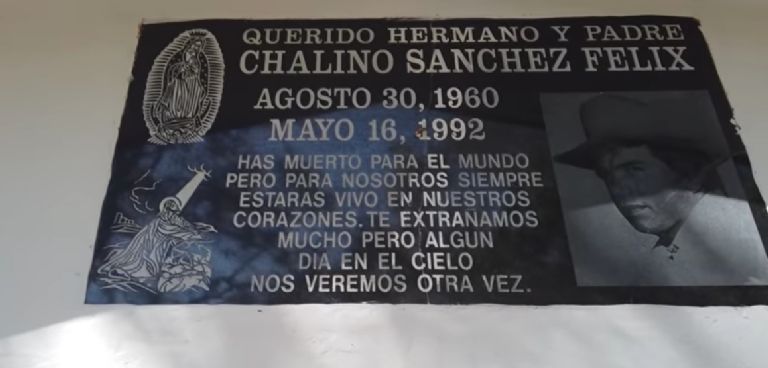 QUERIDO HERMANO Y PADRE
CHALINO SANCHEZ FELIX
AGOSTO 30, 1960
MAYO 16, 1992
HAS MUERTO PARA EL MUNDO
PERO PARA NOSOTROS SIEMPRE
ESTARAS VIVO EN NUESTROS
CORAZONES. TE EXTRAÑAMOS
MUCHO PERO ALGUN
DIA EN EL CIELO
NOS VEREMOS OTRA VEZ.